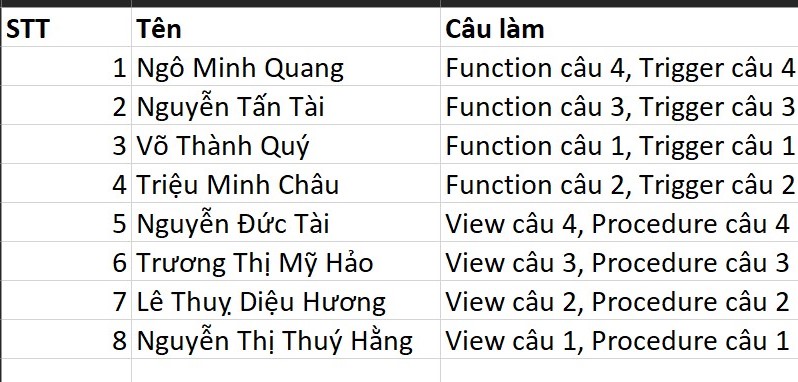 STT Tên Câu làm
1 Ngô Minh Quang Function câu 4, Trigger câu 4
2 Nguyễn Tấn Tài Function câu 3, Trigger câu 3
3 Võ Thành Quý Function câu 1, Trigger câu 1
4 Triệu Minh Châu Function câu 2, Trigger câu 2
5 Nguyễn Đức Tài View câu 4, Procedure câu 4
6 Trương Thị Mỹ Hảo View câu 3, Procedure câu 3
7 Lê Thuỵ Diệu Hương View câu 2, Procedure câu 2
8 Nguyễn Thị Thuý Hằng View câu 1, Procedure câu 1